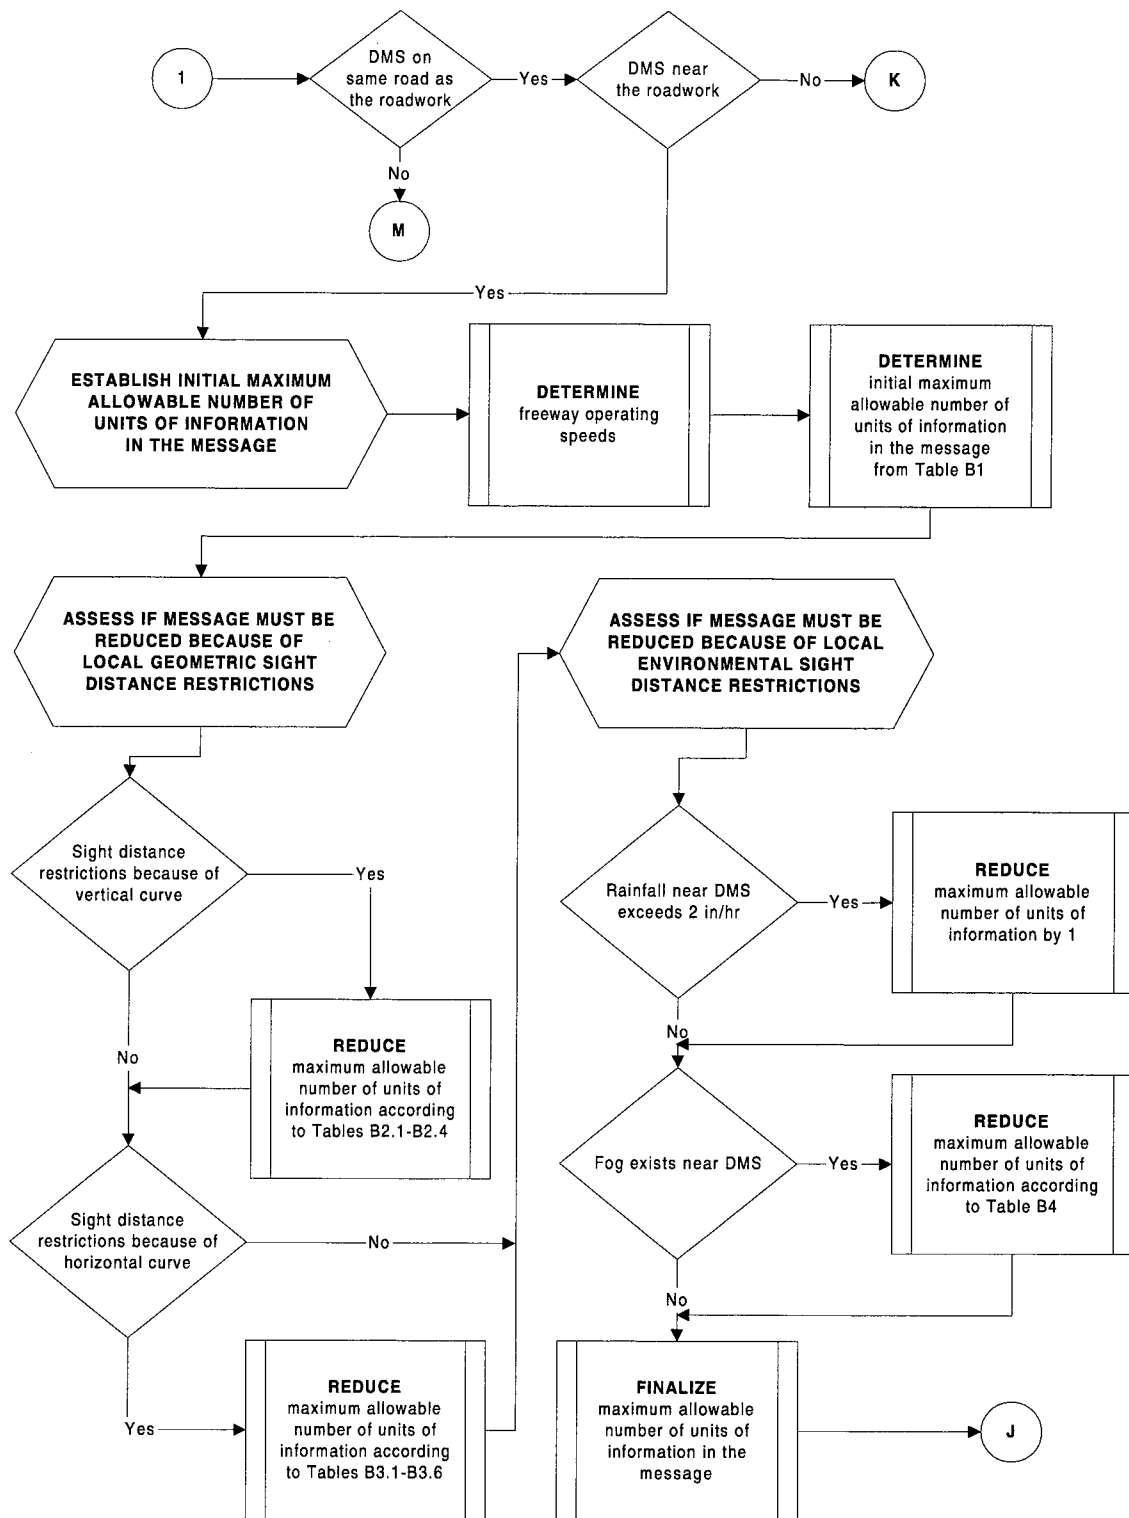 1
DMS on
same road as
the roadwork
Yes
DMS near
the roadwork
No
K
No
M
Yes
ESTABLISH INITIAL MAXIMUM
ALLOWABLE NUMBER OF
UNITS OF INFORMATION
IN THE MESSAGE
DETERMINE
freeway operating
speeds
DETERMINE
initial maximum
allowable number of
units of information
in the message
from Table B1
ASSESS IF MESSAGE MUST BE
REDUCED BECAUSE OF
LOCAL GEOMETRIC SIGHT
DISTANCE RESTRICTIONS
Sight distance
restrictions because of
vertical curve
Yes
No
REDUCE
maximum allowable
number of units of
information according
to Tables B2.1-B2.4
Sight distance
restrictions because of
horizontal curve
No
Yes
REDUCE
maximum allowable
number of units of
information according
to Tables B3.1-B3.6
ASSESS IF MESSAGE MUST BE
REDUCED BECAUSE OF LOCAL
ENVIRONMENTAL SIGHT
DISTANCE RESTRICTIONS
Rainfall near DMS
exceeds 2 in/hr
Yes
REDUCE
maximum allowable
number of units of
information by 1
No
Fog exists near DMS
Yes
REDUCE
maximum allowable
number of units of
information according
to Table B4
No
FINALIZE
maximum allowable
number of units of
information in the
message
J